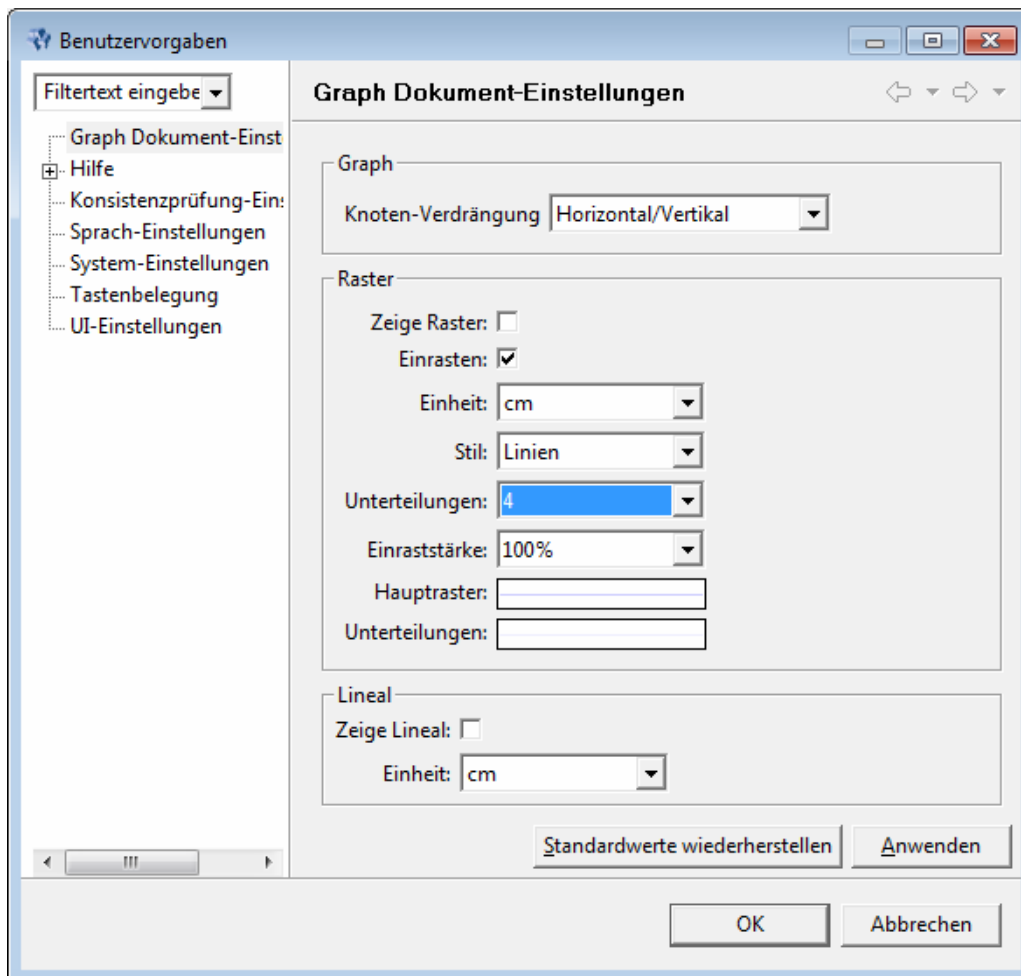 Benutzervorgaben
Filtertext eingebe
Graph Dokument-Einst
Hilfe
Konsistenzprüfung-Ein
Sprach-Einstellungen
System-Einstellungen
Tastenbelegung
UI-Einstellungen
Graph Dokument-Einstellungen
Graph
Knoten-Verdrängung Horizontal/Vertikal
Raster
Zeige Raster:
Einrasten:
Einheit: cm
Stil: Linien
Unterteilungen: 4
Einraststärke: 100%
Hauptraster:
Unterteilungen:
Lineal
Zeige Lineal:
Einheit: cm
Standardwerte wiederherstellen Anwenden
OK Abbrechen